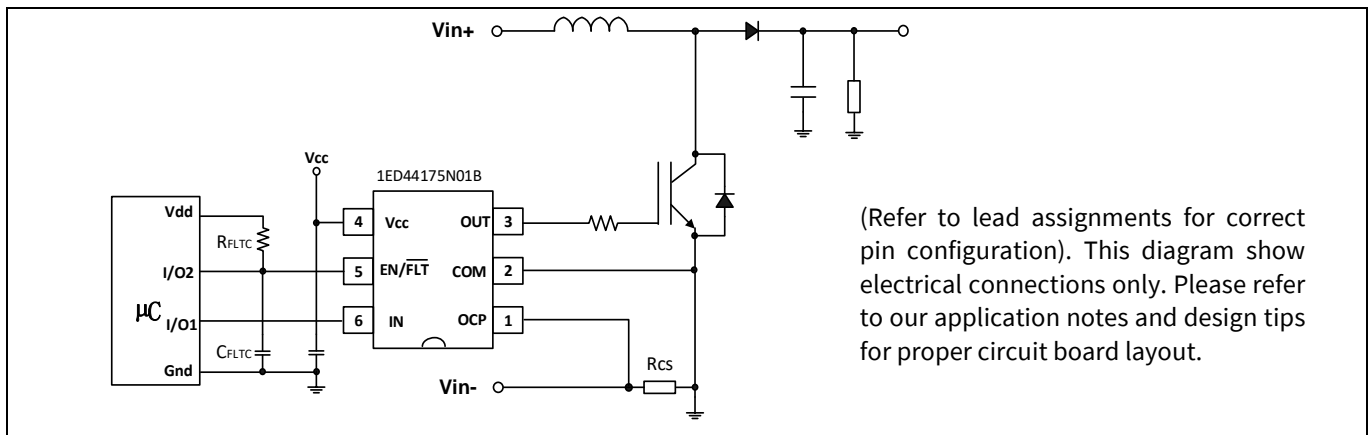 Vin+
Vcc
1ED44175N01B
Vdd
4 Vcc OUT 3
RFLTC
I/O2
5 EN/FLT COM 2
µC
I/O1
6 IN OCP 1
CFLTC
Gnd
Rcs
Vin-
(Refer to lead assignments for correct
pin configuration). This diagram show
electrical connections only. Please refer
to our application notes and design tips
for proper circuit board layout.